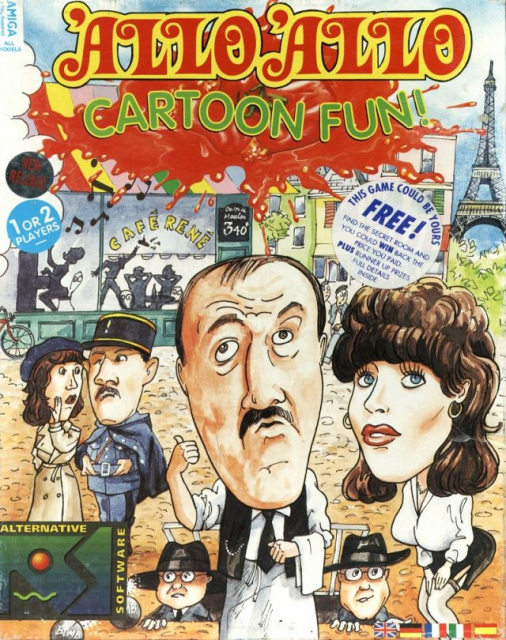 AMIGA
ALL
MODELS
'ALLO 'ALLO
CARTOON FUN!
1 OR 2
PLAYERS
CAFÉ RENÉ
340
THIS GAME COULD BE YOURS
FREE!
FIND THE SECRET ROOM AND
YOU COULD WIN BACK THE
PRICE YOU PAID.
PLUS RUNNER UP PRIZES
FULL DETAILS
INSIDE
ALTERNATIVE
SOFTWARE